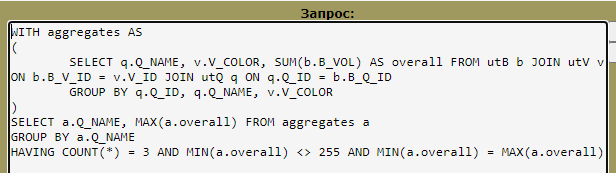 Запрос:
WITH aggregates AS
(
SELECT q.Q_NAME, v.V_COLOR, SUM(b.B_VOL) AS overall FROM utB b JOIN utV v
ON b.B_V_ID = v.V_ID JOIN utQ q ON q.Q_ID = b.B_Q_ID
GROUP BY q.Q_ID, q.Q_NAME, v.V_COLOR
)
SELECT a.Q_NAME, MAX(a.overall) FROM aggregates a
GROUP BY a.Q_NAME
HAVING COUNT(*) = 3 AND MIN(a.overall) <> 255 AND MIN(a.overall) = MAX(a.overall)